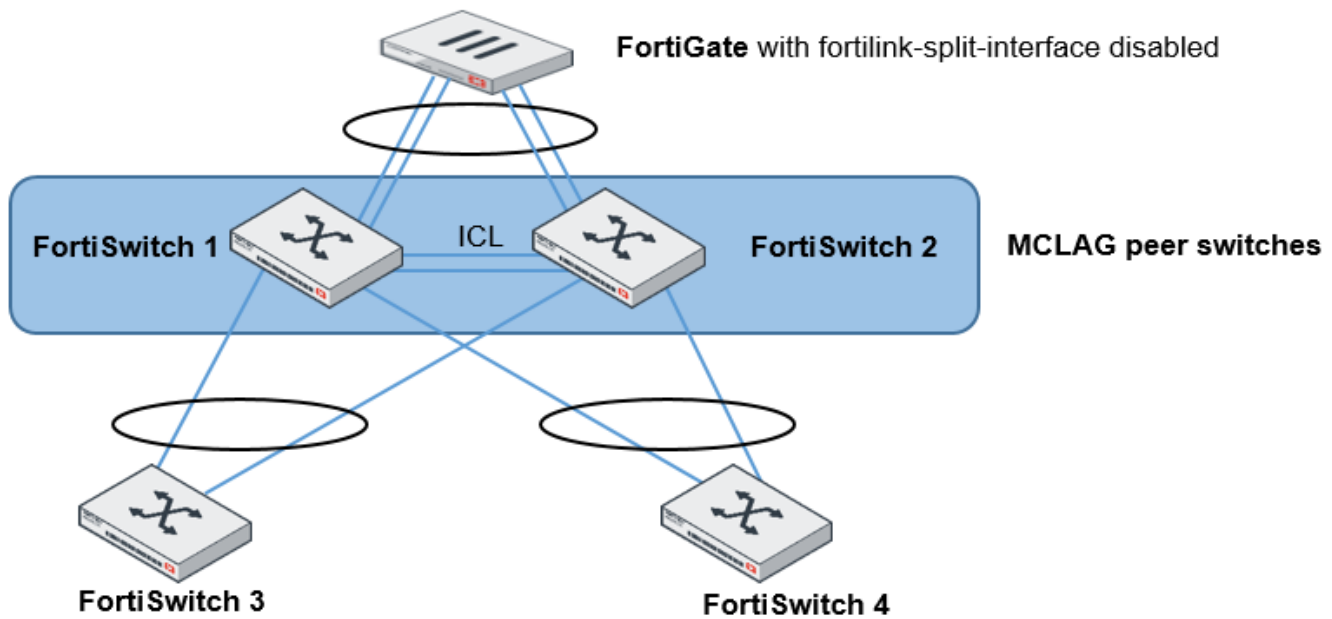 FortiGate with fortilink-split-interface disabled
FortiSwitch 1
ICL
FortiSwitch 2
MCLAG peer switches
FortiSwitch 3
FortiSwitch 4